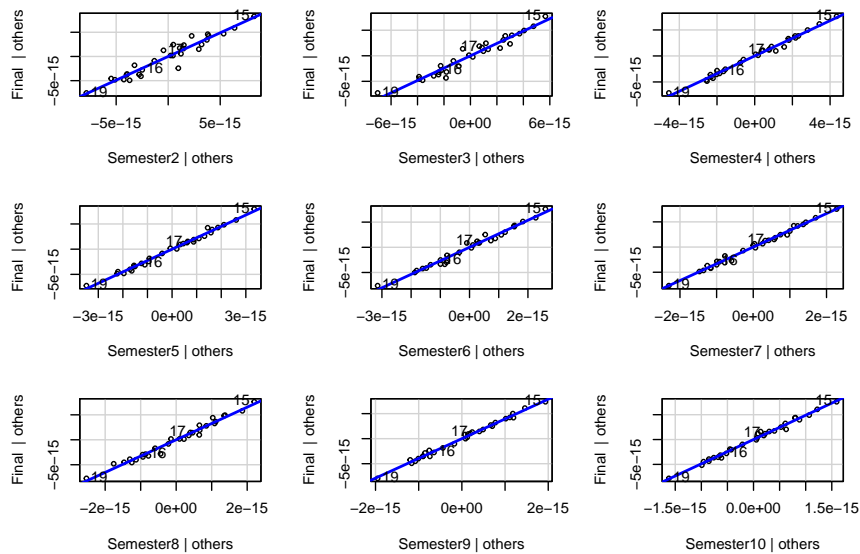 Final | others
−5e−15
15
17
16
19
−5e−15 5e−15
Semester2 | others
Final | others
−5e−15
15
17
16
19
−6e−15 0e+00 6e−15
Semester3 | others
Final | others
−5e−15
15
17
16
19
−4e−15 0e+00 4e−15
Semester4 | others
Final | others
−5e−15
15
17
16
19
−3e−15 0e+00 3e−15
Semester5 | others
Final | others
−5e−15
15
17
16
19
−3e−15 0e+00 2e−15
Semester6 | others
Final | others
−5e−15
15
17
16
19
−2e−15 0e+00 2e−15
Semester7 | others
Final | others
−5e−15
15
17
16
19
−2e−15 0e+00 2e−15
Semester8 | others
Final | others
−5e−15
15
17
16
19
−2e−15 0e+00 2e−15
Semester9 | others
Final | others
−5e−15
15
17
16
19
−1.5e−15 0.0e+00 1.5e−15
Semester10 | others